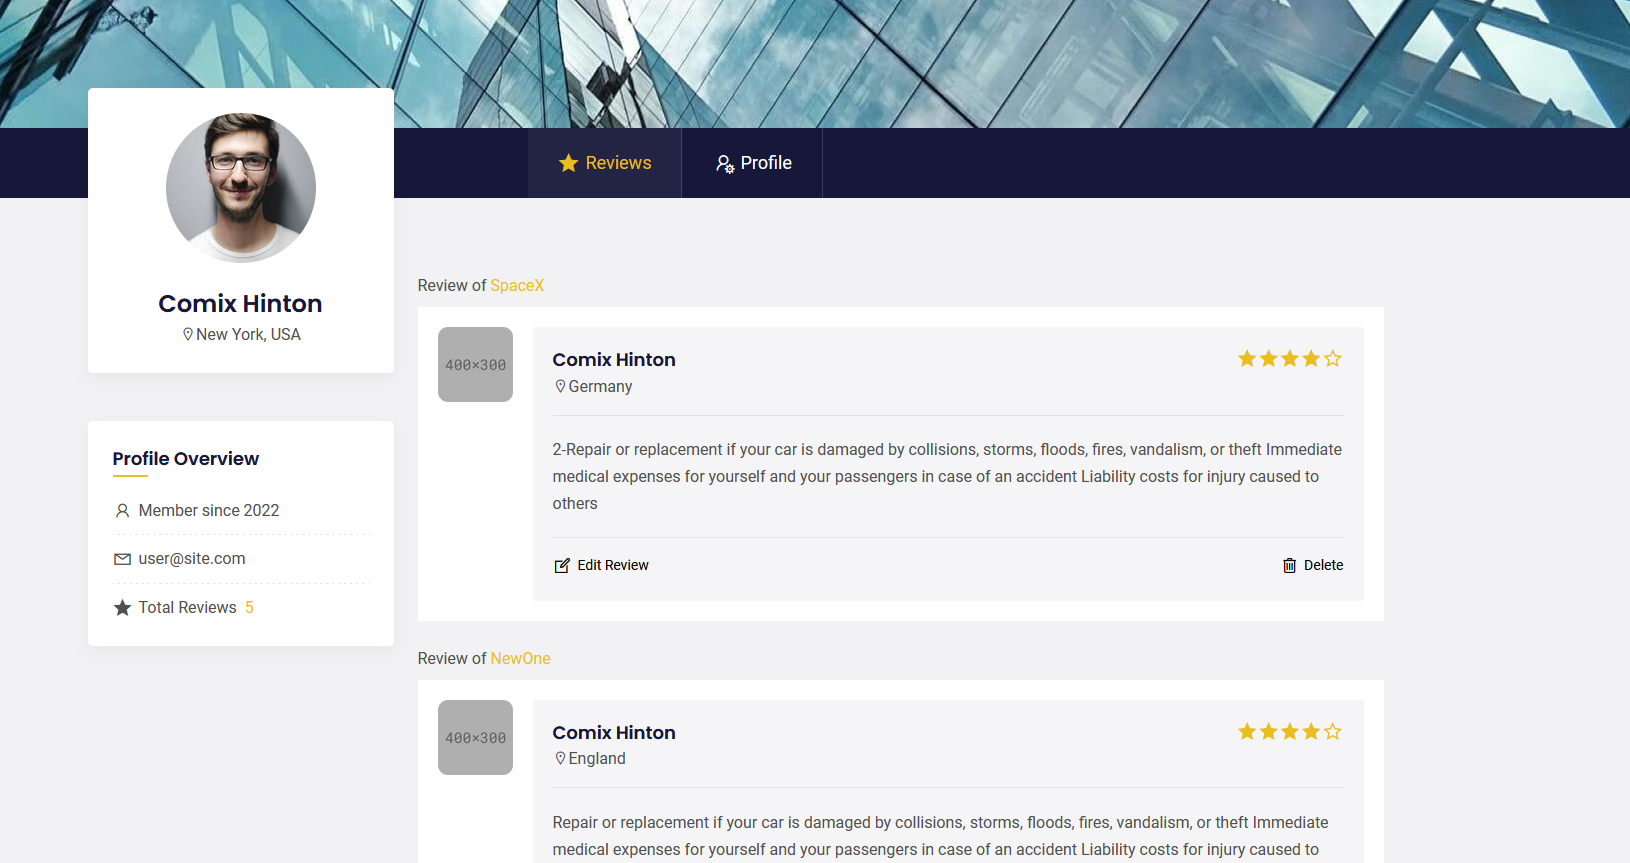 Reviews
Profile
Comix Hinton
New York, USA
Profile Overview
Member since 2022
user@site.com
Total Reviews 5
Review of SpaceX
400×300
Comix Hinton
Germany
2-Repair or replacement if your car is damaged by collisions, storms, floods, fires, vandalism, or theft Immediate
medical expenses for yourself and your passengers in case of an accident Liability costs for injury caused to
others
Edit Review
Delete
Review of NewOne
400×300
Comix Hinton
England
Repair or replacement if your car is damaged by collisions, storms, floods, fires, vandalism, or theft Immediate
medical expenses for yourself and your passengers in case of an accident Liability costs for injury caused to